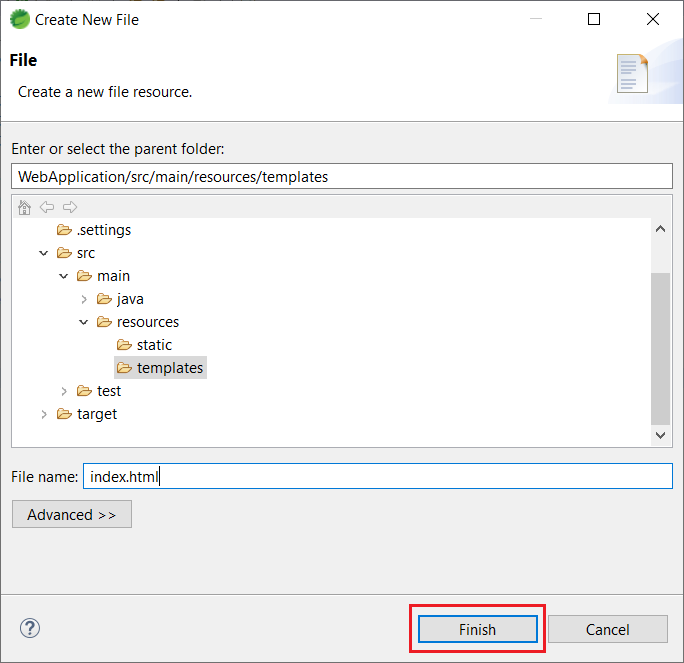 Create New File
File
Create a new file resource.
Enter or select the parent folder:
WebApplication/src/main/resources/templates
.settings
src
main
java
resources
static
templates
test
target
File name: index.html
Advanced >>
? Finish Cancel